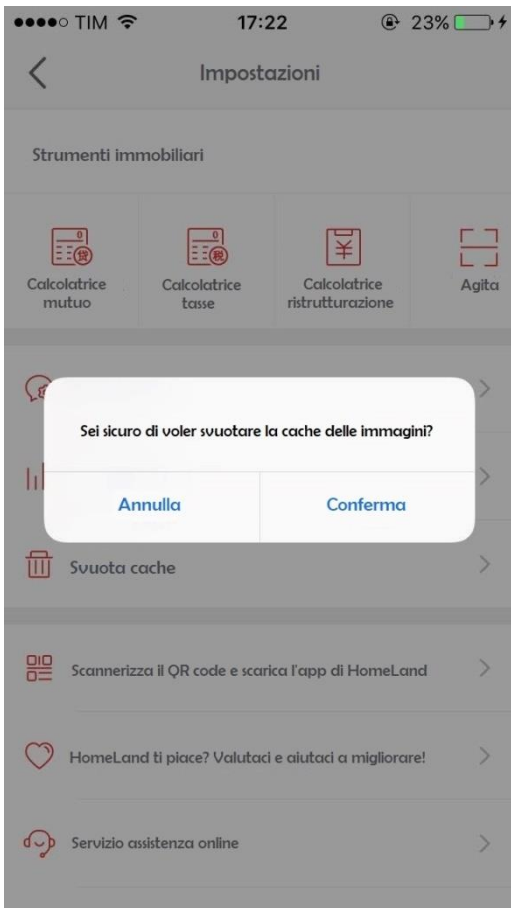 TIM 17:22 23%
Impostazioni
Strumenti immobiliari
贷 税 ¥
Calcolatrice mutuo
Calcolatrice tasse
Calcolatrice ristrutturazione
Agita
Sei sicuro di voler svuotare la cache delle immagini?
Annulla Conferma
Svuota cache
Scannerizza il QR code e scarica l'app di HomeLand
HomeLand ti piace? Valutaci e aiutaci a migliorare!
Servizio assistenza online